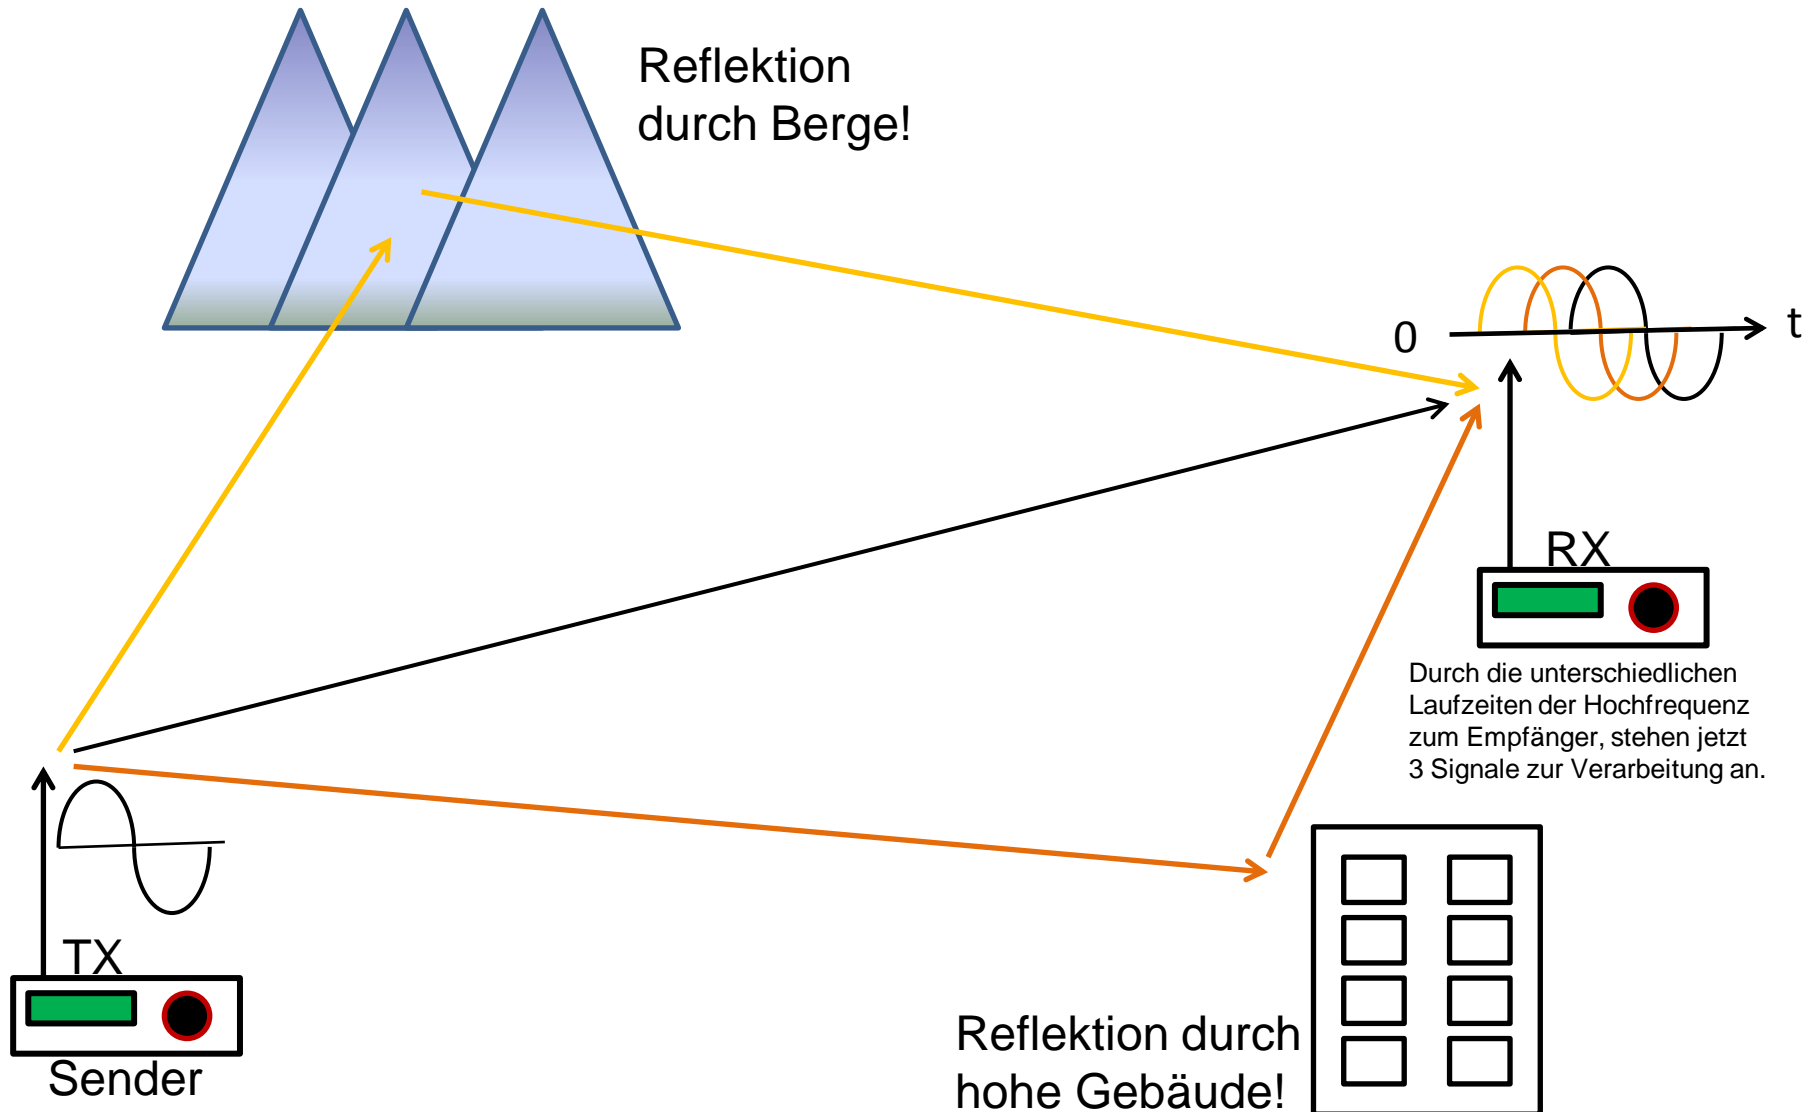 Reflektion
durch Berge!
0
t
RX
Durch die unterschiedlichen
Laufzeiten der Hochfrequenz
zum Empfänger, stehen jetzt
3 Signale zur Verarbeitung an.
TX
Sender
Reflektion durch
hohe Gebäude!